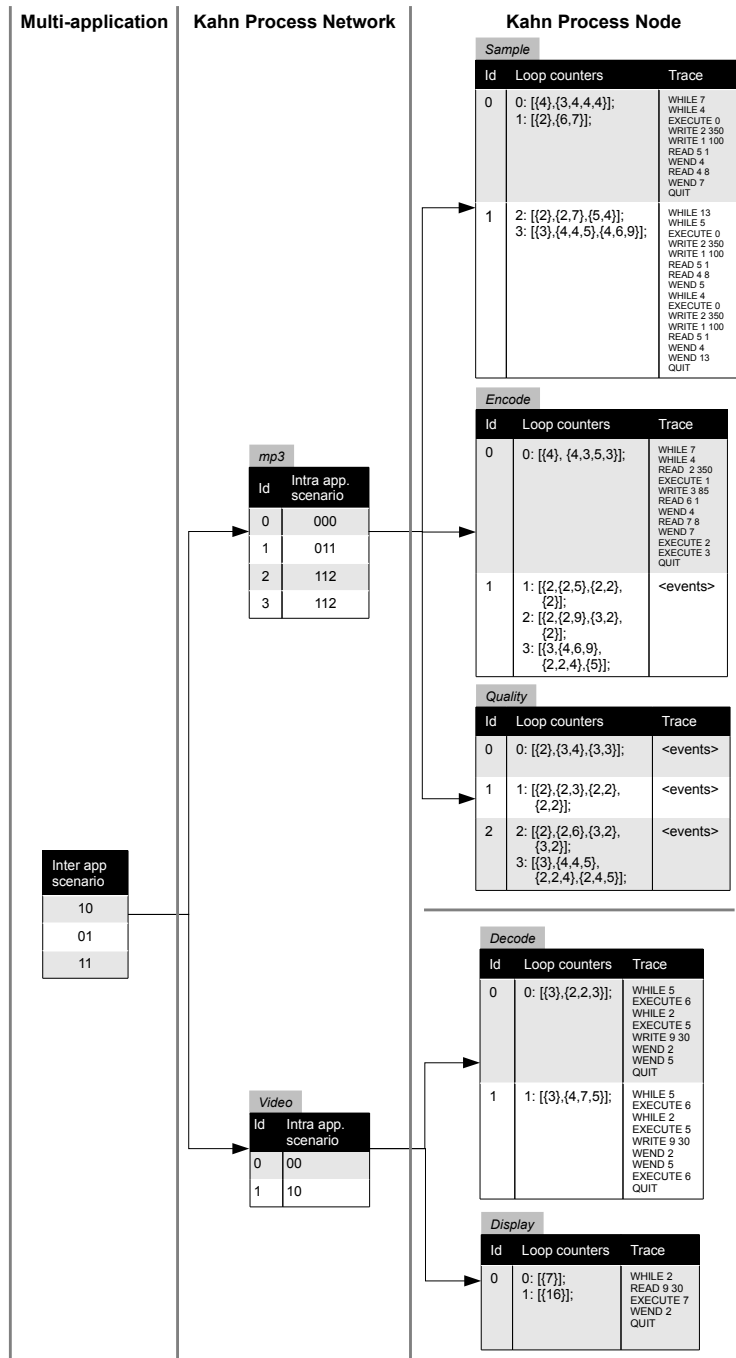 Multi-application
Kahn Process Network
Kahn Process Node
Sample
Id Loop counters Trace
0 0: [{4},{3,4,4,4}];
1: [{2},{6,7}];
WHILE 7
WHILE 4
EXECUTE 0
WRITE 2 350
WRITE 1 100
READ 5 1
WEND 4
READ 4 8
WEND 7
QUIT
1 2: [{2},{2,7},{5,4}];
3: [{3},{4,4,5},{4,6,9}];
WHILE 13
WHILE 5
EXECUTE 0
WRITE 2 350
WRITE 1 100
READ 5 1
READ 4 8
WEND 5
WHILE 4
EXECUTE 0
WRITE 2 350
WRITE 1 100
READ 5 1
WEND 4
WEND 13
QUIT
Encode
Id Loop counters Trace
0 0: [{4}, {4,3,5,3}];
WHILE 7
WHILE 4
READ 2 350
EXECUTE 1
WRITE 3 85
READ 6 1
WEND 4
READ 7 8
WEND 7
EXECUTE 2
EXECUTE 3
QUIT
1 1: [{2,{2,5},{2,2}, <events>
{2}];
2: [{2,{2,9},{3,2},
{2}];
3: [{3,{4,6,9},
{2,2,4},{5}];
mp3
Id Intra app.
scenario
0 000
1 011
2 112
3 112
Quality
Id Loop counters Trace
0 0: [{2},{3,4},{3,3}]; <events>
1 1: [{2},{2,3},{2,2}, <events>
{2,2}];
2 2: [{2},{2,6},{3,2}, <events>
{3,2}];
3: [{3},{4,4,5},
{2,2,4},{2,4,5}];
Inter app
scenario
10
01
11
Decode
Id Loop counters Trace
0 0: [{3},{2,2,3}];
WHILE 5
EXECUTE 6
WHILE 2
EXECUTE 5
WRITE 9 30
WEND 2
WEND 5
QUIT
1 1: [{3},{4,7,5}];
WHILE 5
EXECUTE 6
WHILE 2
EXECUTE 5
WRITE 9 30
WEND 2
WEND 5
EXECUTE 6
QUIT
Video
Id Intra app.
scenario
0 00
1 10
Display
Id Loop counters Trace
0 0: [{7}];
1: [{16}];
WHILE 2
READ 9 30
EXECUTE 7
WEND 2
QUIT